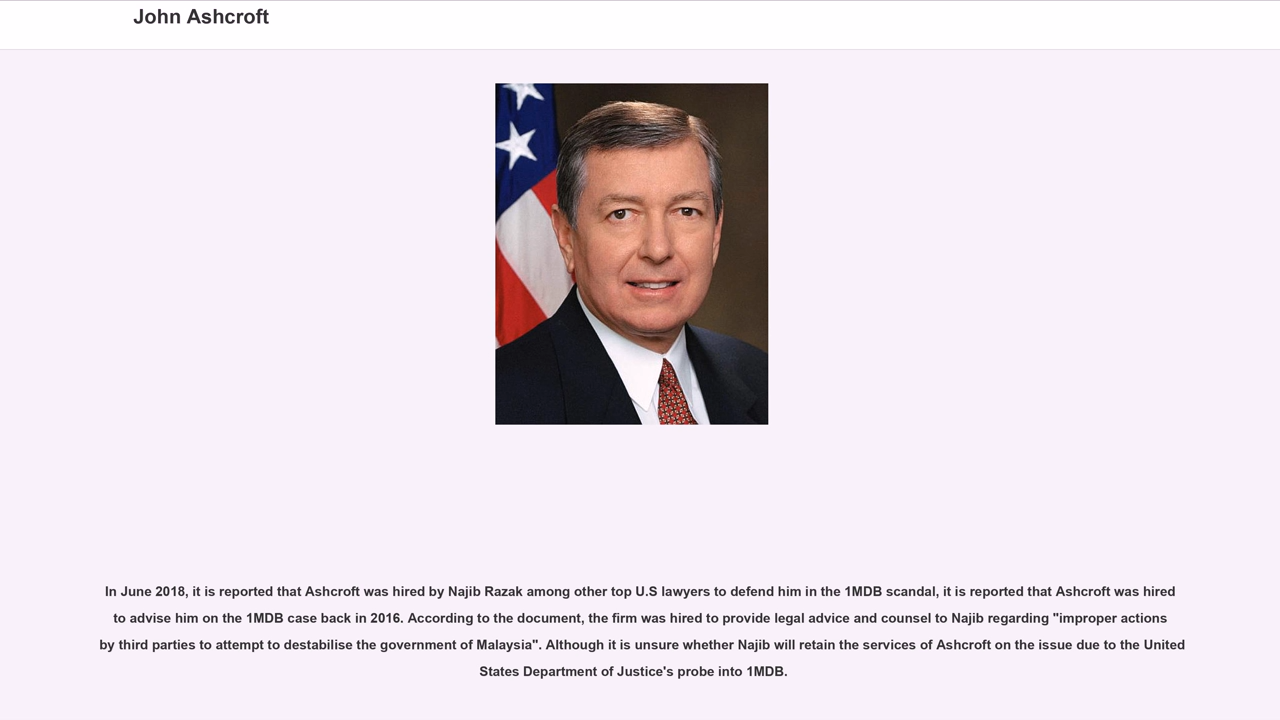 John Ashcroft
In June 2018, it is reported that Ashcroft was hired by Najib Razak among other top U.S lawyers to defend him in the 1MDB scandal, it is reported that Ashcroft was hired
to advise him on the 1MDB case back in 2016. According to the document, the firm was hired to provide legal advice and counsel to Najib regarding "improper actions
by third parties to attempt to destabilise the government of Malaysia". Although it is unsure whether Najib will retain the services of Ashcroft on the issue due to the United
States Department of Justice's probe into 1MDB.